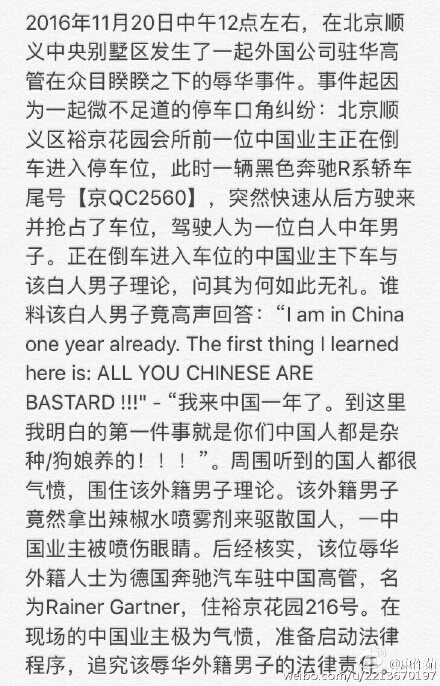 2016年11月20日中午12点左右，在北京顺
义中央别墅区发生了一起外国公司驻华高
管在众目睽睽之下的辱华事件。事件起因
为一起微不足道的停车口角纠纷：北京顺
义区裕京花园会所前一位中国业主正在倒
车进入停车位，此时一辆黑色奔驰R系轿车
尾号【京QC2560】，突然快速从后方驶来
并抢占了车位，驾驶人为一位白人中年男
子。正在倒车进入车位的中国业主下车与
该白人男子理论，问其为何如此无礼。谁
料该白人男子竟高声回答：“I am in China
one year already. The first thing I learned
here is: ALL YOU CHINESE ARE
BASTARD !!!" - “我来中国一年了。到这里
我明白的第一件事就是你们中国人都是杂
种/狗娘养的！！！”。周围听到的国人都很
气愤，围住该外籍男子理论。该外籍男子
竟然拿出辣椒水喷雾剂来驱散国人，一中
国业主被喷伤眼睛。后经核实，该位辱华
外籍人士为德国奔驰汽车驻中国高管，名
为Rainer Gartner，住裕京花园216号。在
现场的中国业主极为气愤，准备启动法律
程序，追究该辱华外籍男子的法律责任。
weibo.com/u/2213670197